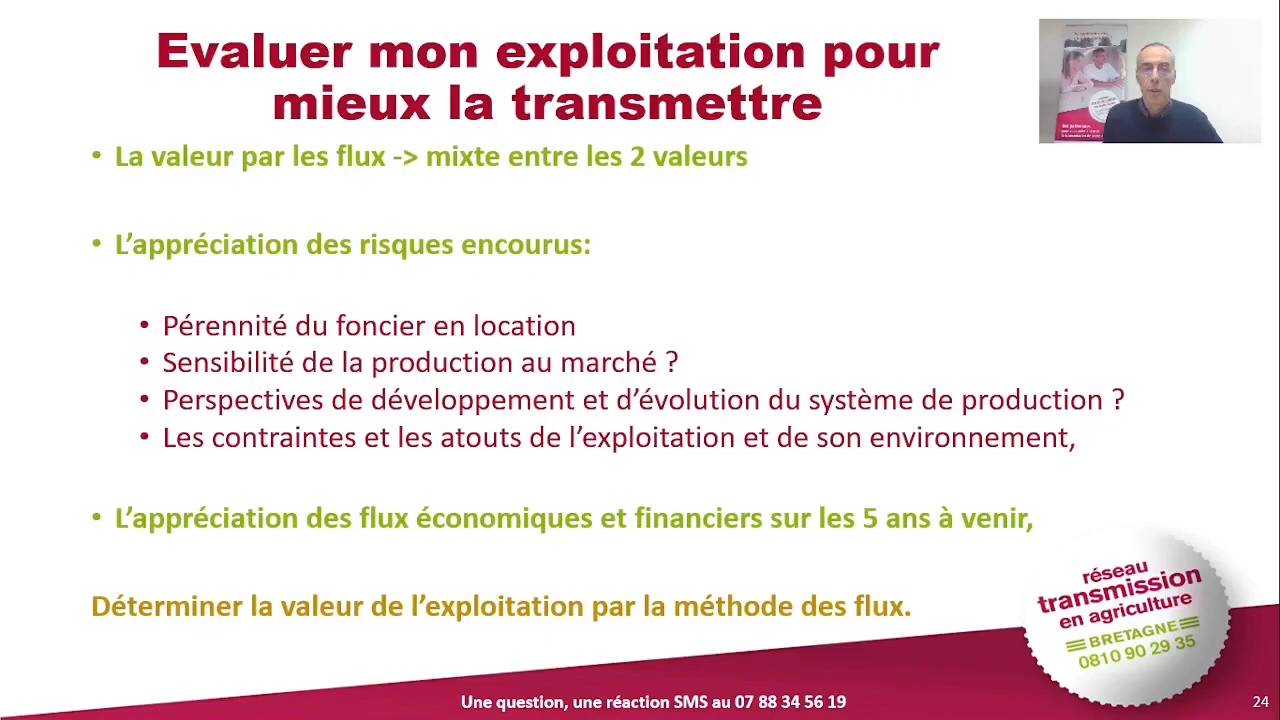 Evaluer mon exploitation pour
mieux la transmettre
• La valeur par les flux -> mixte entre les 2 valeurs
• L'appréciation des risques encourus:
• Pérennité du foncier en location
• Sensibilité de la production au marché ?
• Perspectives de développement et d'évolution du système de production ?
• Les contraintes et les atouts de l'exploitation et de son environnement,
• L'appréciation des flux économiques et financiers sur les 5 ans à venir,
Déterminer la valeur de l'exploitation par la méthode des flux.
réseau
transmission
en agriculture
BRETAGNE
0810 90 29 35
Une question, une réaction SMS au 07 88 34 56 19
24